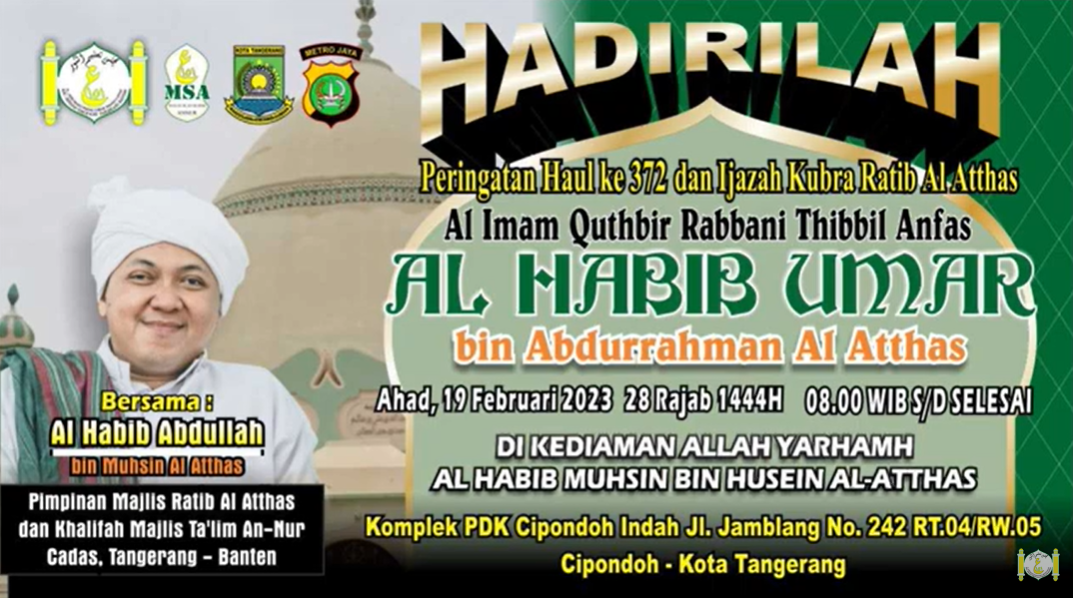 MSA
KOTA TANGERANG
METRO JAYA
HADIRILAH
Peringatan Haul ke 372 dan Ijazah Kubra Ratib Al Atthas
Al Imam Quthbir Rabbani Thibbil Anfas
AL HABIB UMAR
bin Abdurrahman Al Atthas
Ahad, 19 Februari 2023 28 Rajab 1444H 08.00 WIB S/D SELESAI
DI KEDIAMAN ALLAH YARHAMH
AL HABIB MUHSIN BIN HUSEIN AL-ATTHAS
Komplek PDK Cipondoh Indah Jl. Jamblang No. 242 RT.04/RW.05
Cipondoh - Kota Tangerang
Bersama :
Al Habib Abdullah
bin Muhsin Al Atthas
Pimpinan Majlis Ratib Al Atthas
dan Khalifah Majlis Ta'lim An-Nur
Cadas, Tangerang - Banten